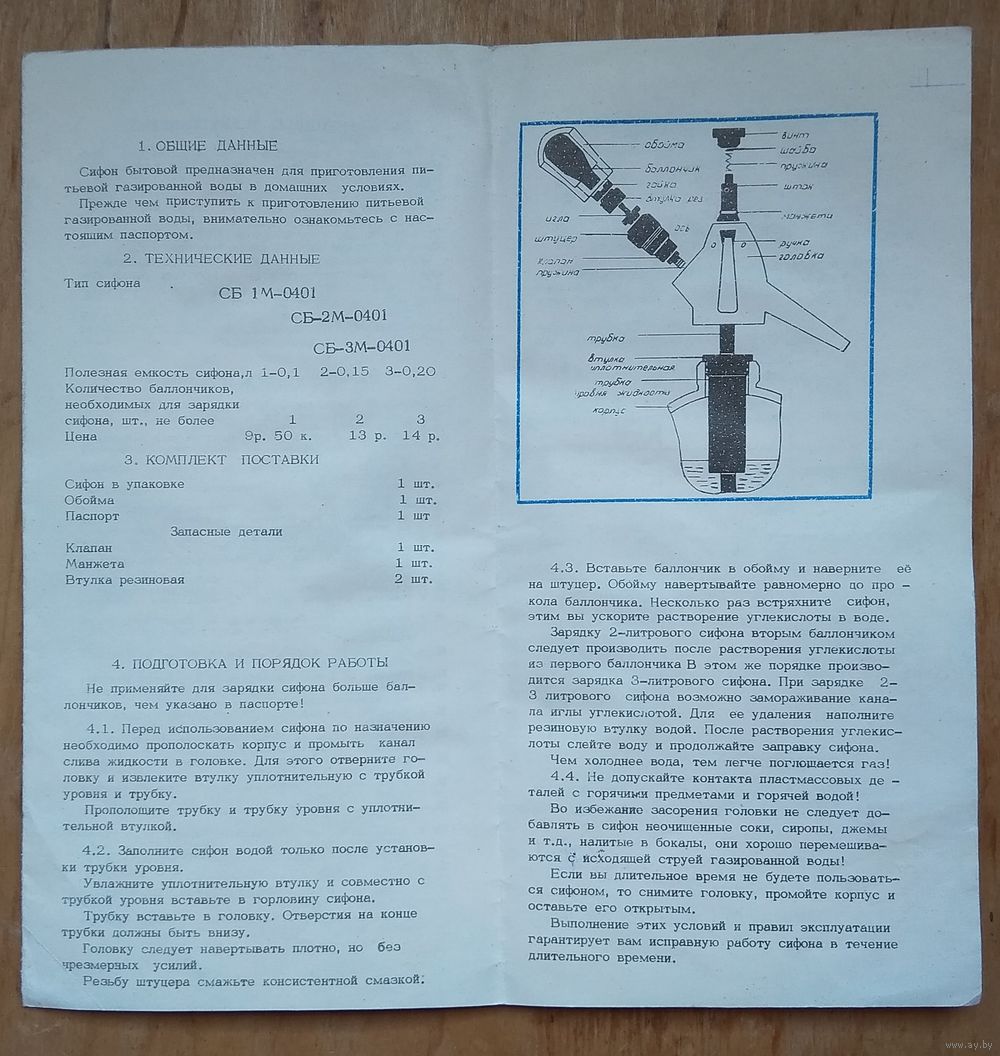 1. ОБЩИЕ ДАННЫЕ
Сифон бытовой предназначен для приготовления пи-
тьевой газированной воды в домашних условиях.
Прежде чем приступить к приготовлению питьевой
газированной воды, внимательно ознакомьтесь с нас-
тоящим паспортом.
2. ТЕХНИЧЕСКИЕ ДАННЫЕ
Тип сифона
СБ 1М-0401
СБ-2М-0401
СБ-3М-0401
Полезная емкость сифона,л 1-0,1 2-0,15 3-0,20
Количество баллончиков,
необходимых для зарядки
сифона, шт., не более 1 2 3
Цена 9р. 50 к. 13 р. 14 р.
3. КОМПЛЕКТ ПОСТАВКИ
Сифон в упаковке 1 шт.
Обойма 1 шт.
Паспорт 1 шт
Запасные детали
Клапан 1 шт.
Манжета 1 шт.
Втулка резиновая 2 шт.
4. ПОДГОТОВКА И ПОРЯДОК РАБОТЫ
Не применяйте для зарядки сифона больше бал-
лончиков, чем указано в паспорте!
4.1. Перед использованием сифона по назначению
необходимо прополоскать корпус и промыть канал
слива жидкости в головке. Для этого отверните го-
ловку и извлеките втулку уплотнительную с трубкой
уровня и трубку.
Прополощите трубку и трубку уровня с уплотни-
тельной втулкой.
4.2. Заполните сифон водой только после установ-
ки трубки уровня.
Увлажните уплотнительную втулку и совместно с
трубкой уровня вставьте в горловину сифона.
Трубку вставьте в головку. Отверстия на конце
трубки должны быть внизу.
Головку следует навертывать плотно, но без
чрезмерных усилий.
Резьбу штуцера смажьте консистентной смазкой.
обойма
баллончик
гайка
втулка рез
игла
штуцер
ось
клапан
пружина
винт
шайба
пружина
шток
манжета
ручка
головка
трубка
втулка
уплотнительная
трубка
уровня жидкости
корпус
4.3. Вставьте баллончик в обойму и наверните её
на штуцер. Обойму навертывайте равномерно до про -
кола баллончика. Несколько раз встряхните сифон,
этим вы ускорите растворение углекислоты в воде.
Зарядку 2-литрового сифона вторым баллончиком
следует производить после растворения углекислоты
из первого баллончика В этом же порядке произво-
дится зарядка 3-литрового сифона. При зарядке 2-
3 литрового сифона возможно замораживание кана-
ла иглы углекислотой. Для ее удаления наполните
резиновую втулку водой. После растворения углекис-
лоты слейте воду и продолжайте заправку сифона.
Чем холоднее вода, тем легче поглощается газ!
4.4. Не допускайте контакта пластмассовых де -
талей с горячими предметами и горячей водой!
Во избежание засорения головки не следует до-
бавлять в сифон неочищенные соки, сиропы, джемы
и т.д., налитые в бокалы, они хорошо перемешива-
ются с исходящей струей газированной воды!
Если вы длительное время не будете пользовать-
ся сифоном, то снимите головку, промойте корпус и
оставьте его открытым.
Выполнение этих условий и правил эксплуатации
гарантирует вам исправную работу сифона в течение
длительного времени.
www.ay.by